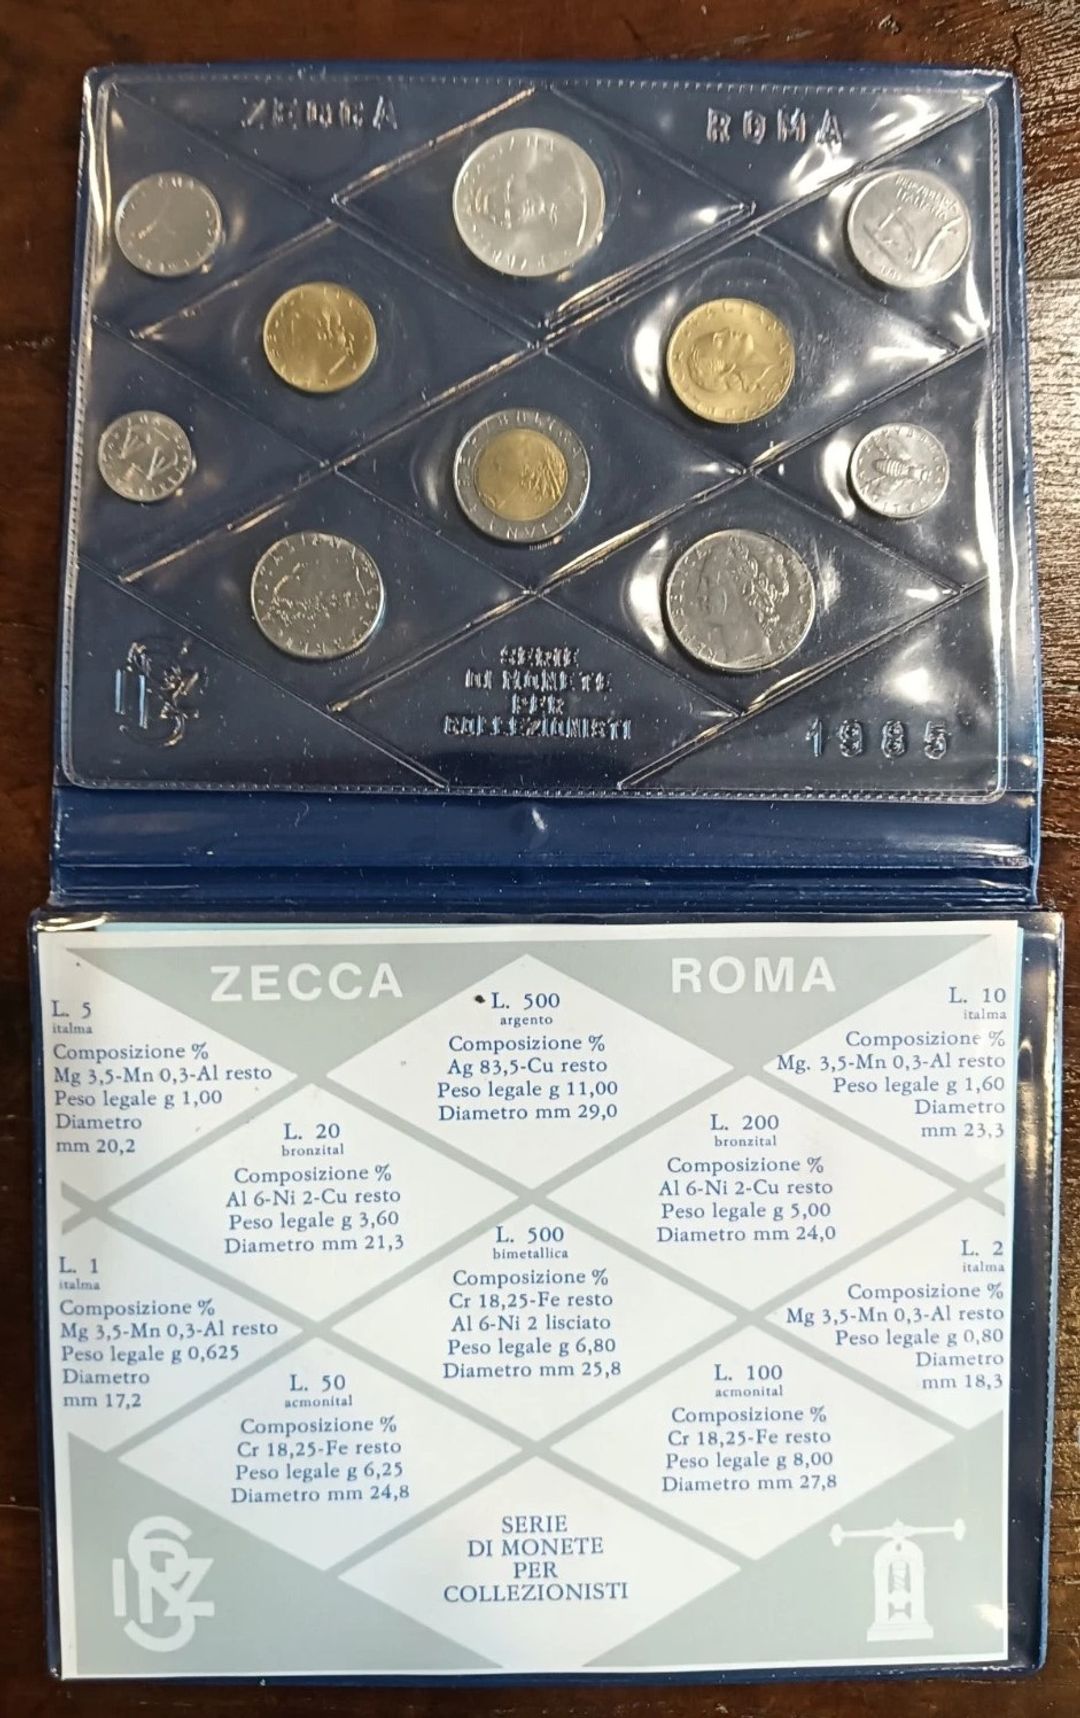 ZECCA ROMA
REPUBBLICA
ITALIANA
SERIE
DI MONETE
PER
COLLEZIONISTI
1985
ZECCA ROMA
L. 5
italma
Composizione %
Mg 3,5-Mn 0,3-Al resto
Peso legale g 1,00
Diametro
mm 20,2
L. 500
argento
Composizione %
Ag 83,5-Cu resto
Peso legale g 11,00
Diametro mm 29,0
L. 10
italma
Composizione %
Mg. 3,5-Mn 0,3-Al resto
Peso legale g 1,60
Diametro
mm 23,3
L. 20
bronzital
Composizione %
Al 6-Ni 2-Cu resto
Peso legale g 3,60
Diametro mm 21,3
L. 200
bronzital
Composizione %
Al 6-Ni 2-Cu resto
Peso legale g 5,00
Diametro mm 24,0
L. 1
italma
Composizione %
Mg 3,5-Mn 0,3-Al resto
Peso legale g 0,625
Diametro
mm 17,2
L. 500
bimetallica
Composizione %
Cr 18,25-Fe resto
Al 6-Ni 2 lisciato
Peso legale g 6,80
Diametro mm 25,8
L. 2
italma
Composizione %
Mg 3,5-Mn 0,3-Al resto
Peso legale g 0,80
Diametro
mm 18,3
L. 50
acmonital
Composizione %
Cr 18,25-Fe resto
Peso legale g 6,25
Diametro mm 24,8
L. 100
acmonital
Composizione %
Cr 18,25-Fe resto
Peso legale g 8,00
Diametro mm 27,8
SERIE
DI MONETE
PER
COLLEZIONISTI